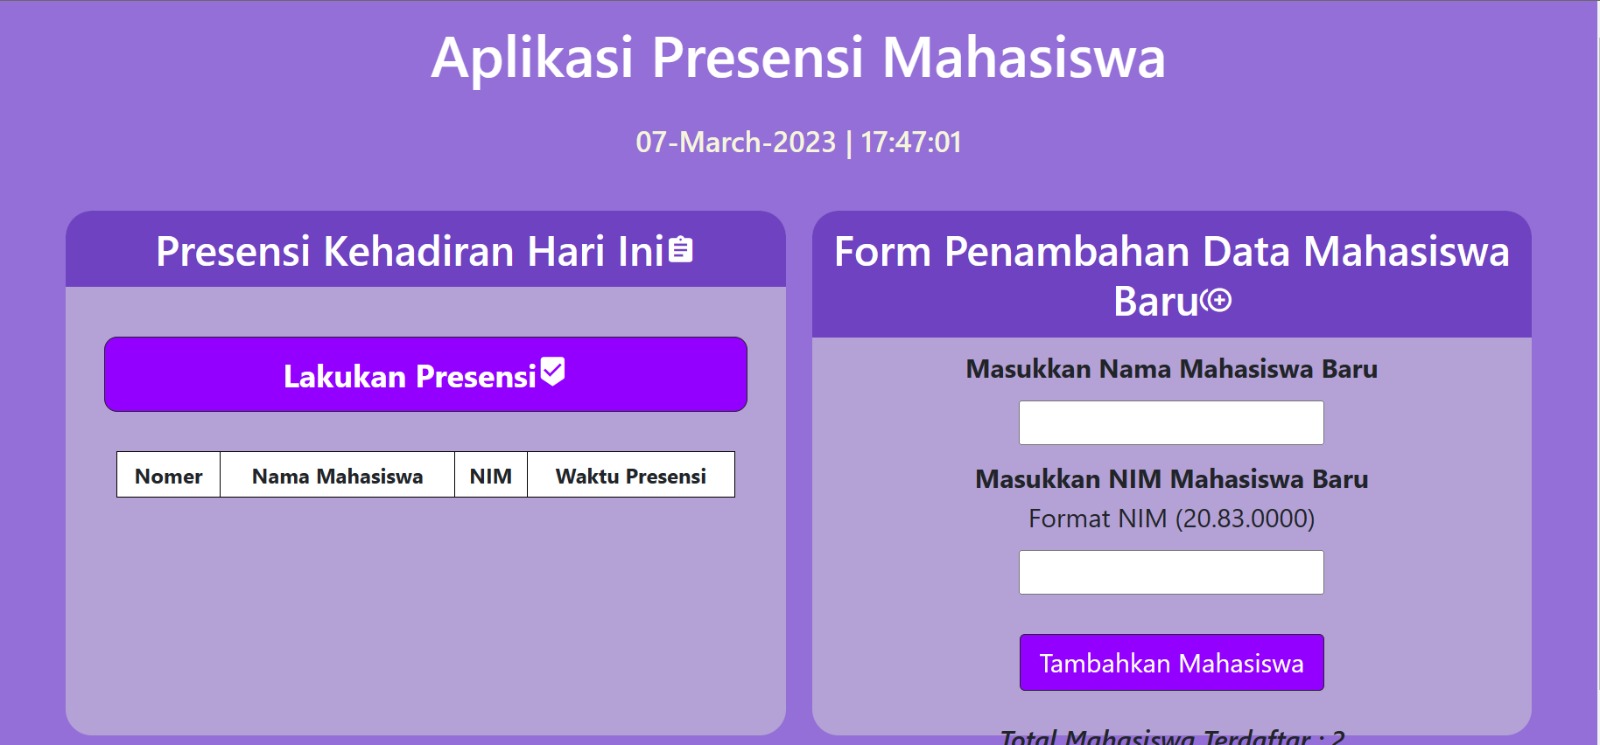 Aplikasi Presensi Mahasiswa
07-March-2023 | 17:47:01
Presensi Kehadiran Hari Ini
Lakukan Presensi
Nomer Nama Mahasiswa NIM Waktu Presensi
Form Penambahan Data Mahasiswa
Baru
Masukkan Nama Mahasiswa Baru
Masukkan NIM Mahasiswa Baru
Format NIM (20.83.0000)
Tambahkan Mahasiswa
Total Mahasiswa Terdaftar : 2